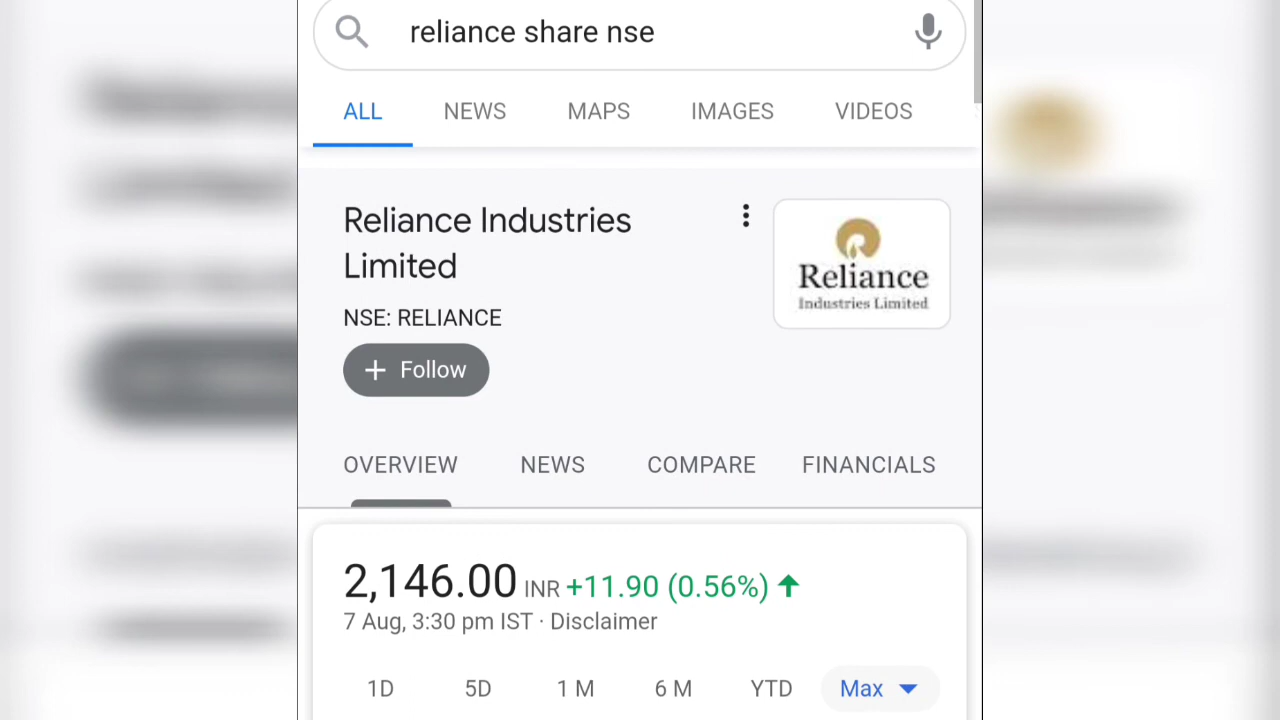 reliance share nse
ALL NEWS MAPS IMAGES VIDEOS
Reliance Industries
Limited
Reliance
Industries Limited
NSE: RELIANCE
+ Follow
OVERVIEW NEWS COMPARE FINANCIALS
2,146.00 INR +11.90 (0.56%)
7 Aug, 3:30 pm IST · Disclaimer
1D 5D 1 M 6 M YTD Max